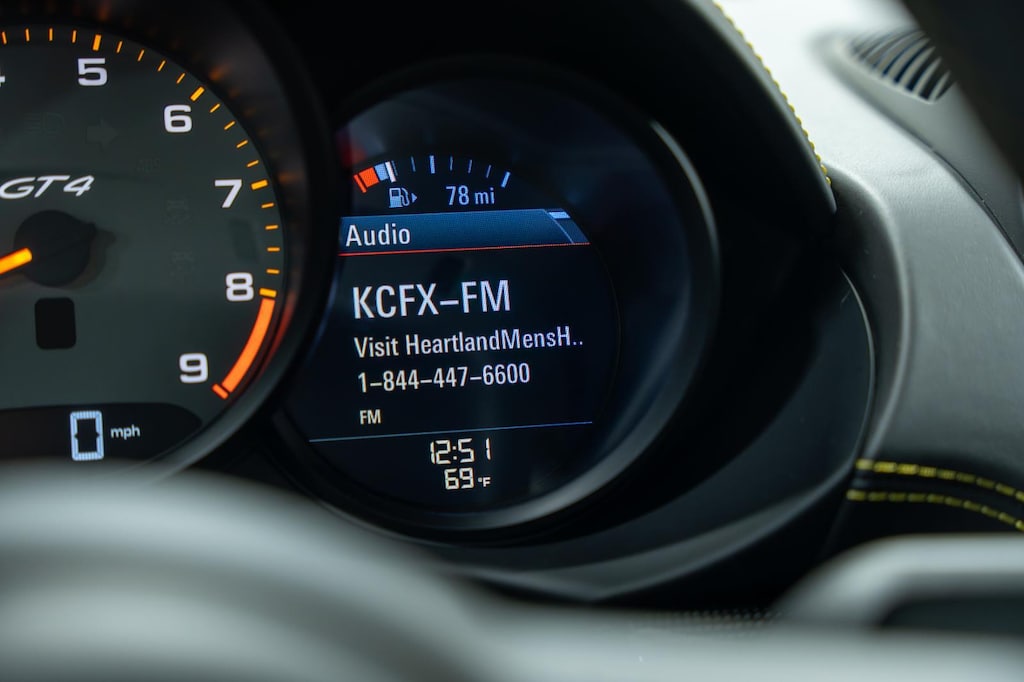 5
6
7
8
9
GT4
0 mph
78 mi
Audio
KCFX-FM
Visit HeartlandMensH..
1-844-447-6600
FM
12:51
69°F